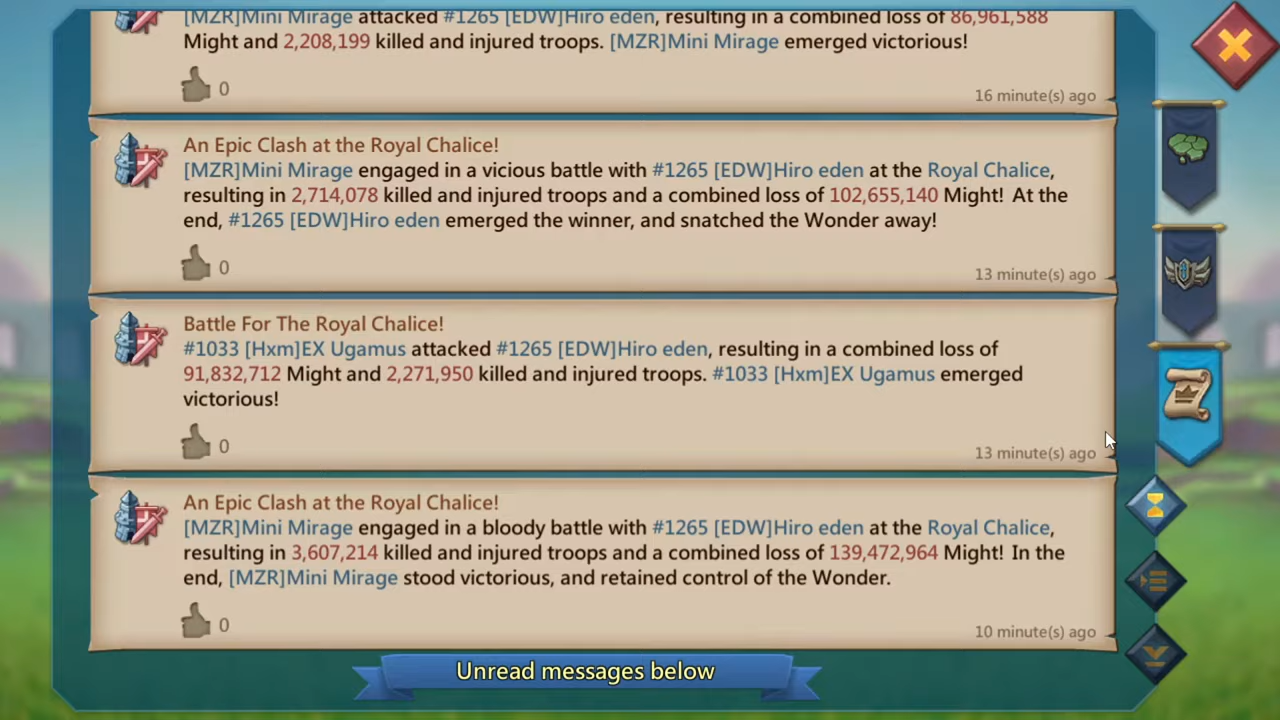 [MZR]Mini Mirage attacked #1265 [EDW]Hiro eden, resulting in a combined loss of 86,961,588
Might and 2,208,199 killed and injured troops. [MZR]Mini Mirage emerged victorious!
0
16 minute(s) ago
An Epic Clash at the Royal Chalice!
[MZR]Mini Mirage engaged in a vicious battle with #1265 [EDW]Hiro eden at the Royal Chalice,
resulting in 2,714,078 killed and injured troops and a combined loss of 102,655,140 Might! At the
end, #1265 [EDW]Hiro eden emerged the winner, and snatched the Wonder away!
0
13 minute(s) ago
Battle For The Royal Chalice!
#1033 [Hxm]EX Ugamus attacked #1265 [EDW]Hiro eden, resulting in a combined loss of
91,832,712 Might and 2,271,950 killed and injured troops. #1033 [Hxm]EX Ugamus emerged
victorious!
0
13 minute(s) ago
An Epic Clash at the Royal Chalice!
[MZR]Mini Mirage engaged in a bloody battle with #1265 [EDW]Hiro eden at the Royal Chalice,
resulting in 3,607,214 killed and injured troops and a combined loss of 139,472,964 Might! In the
end, [MZR]Mini Mirage stood victorious, and retained control of the Wonder.
0
10 minute(s) ago
Unread messages below